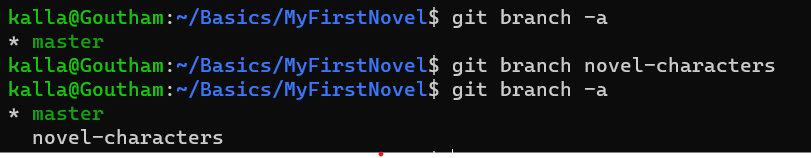 kalla@Goutham:~/Basics/MyFirstNovel$ git branch -a
* master
kalla@Goutham:~/Basics/MyFirstNovel$ git branch novel-characters
kalla@Goutham:~/Basics/MyFirstNovel$ git branch -a
* master
  novel-characters